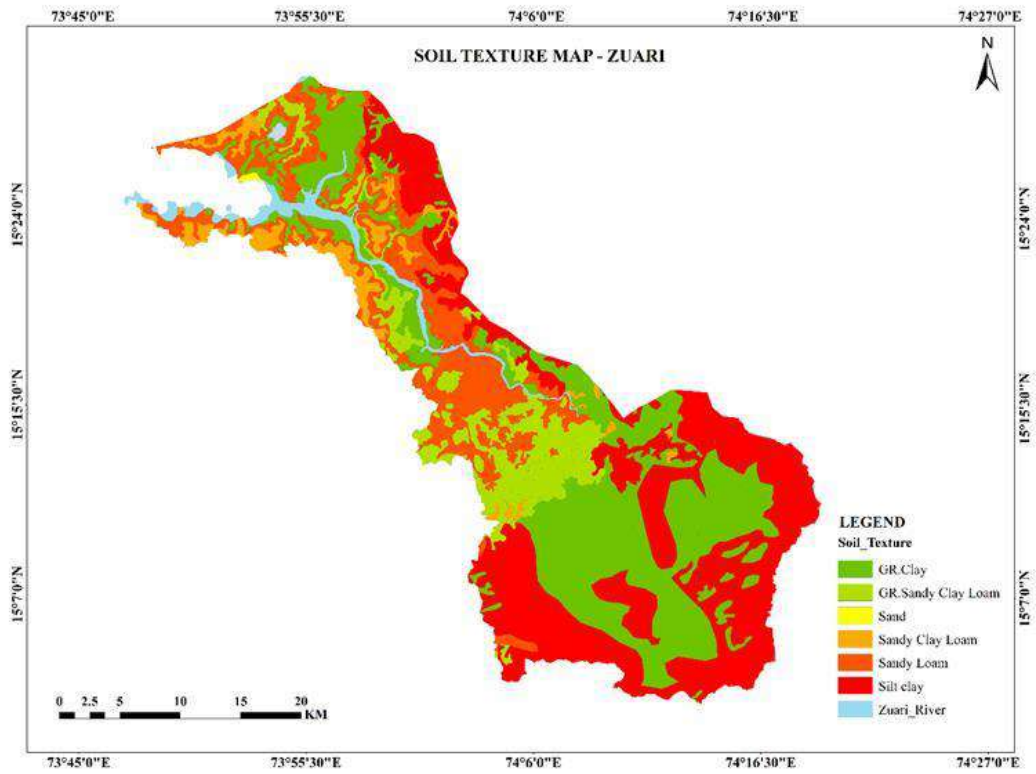 73°45'0"E 73°55'30"E 74°6'0"E 74°16'30"E 74°27'0"E
SOIL TEXTURE MAP - ZUARI
N
15°24'0"N 15°24'0"N
15°15'30"N 15°15'30"N
15°7'0"N 15°7'0"N
LEGEND
Soil_Texture
GR.Clay
GR.Sandy Clay Loam
Sand
Sandy Clay Loam
Sandy Loam
Silt clay
Zuari_River
0 2.5 5 10 15 20
KM
73°45'0"E 73°55'30"E 74°6'0"E 74°16'30"E 74°27'0"E